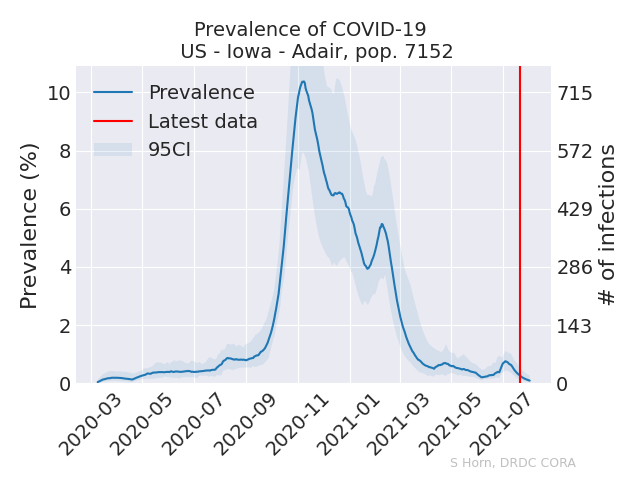 Prevalence of COVID-19
US - Iowa - Adair, pop. 7152
Prevalence
Latest data
95CI
Prevalence (%)
10
8
6
4
2
0
715
572
429
286
143
0
# of infections
2020-03
2020-05
2020-07
2020-09
2020-11
2021-01
2021-03
2021-05
2021-07
S Horn, DRDC CORA